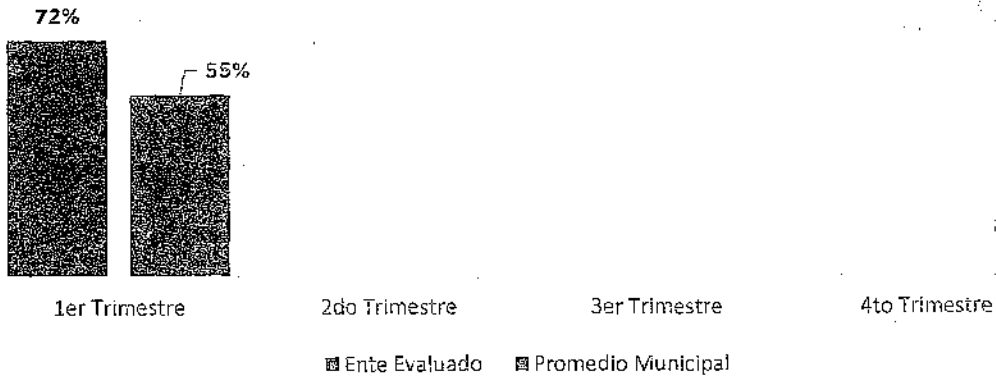 72%
55%
1er Trimestre 2do Trimestre 3er Trimestre 4to Trimestre
Ente Evaluado Promedio Municipal